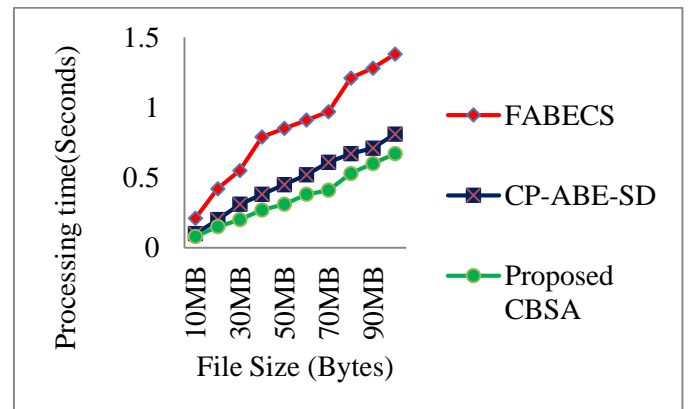 Processing time(Seconds)
1.5
1
0.5
0
10MB
30MB
50MB
70MB
90MB
File Size (Bytes)
FABECS
CP-ABE-SD
Proposed
CBSA